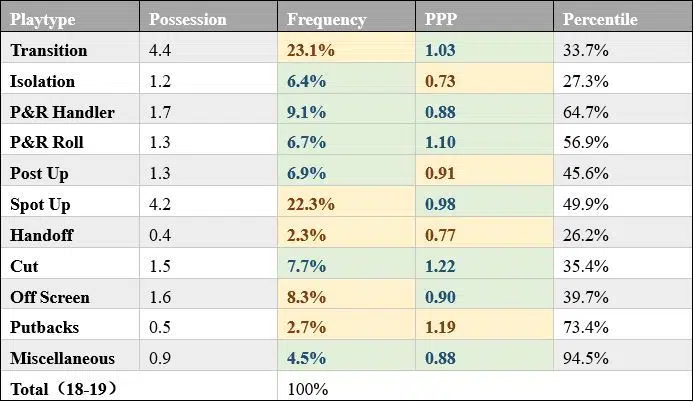 Playtype Possession Frequency PPP Percentile
Transition 4.4 23.1% 1.03 33.7%
Isolation 1.2 6.4% 0.73 27.3%
P&R Handler 1.7 9.1% 0.88 64.7%
P&R Roll 1.3 6.7% 1.10 56.9%
Post Up 1.3 6.9% 0.91 45.6%
Spot Up 4.2 22.3% 0.98 49.9%
Handoff 0.4 2.3% 0.77 26.2%
Cut 1.5 7.7% 1.22 35.4%
Off Screen 1.6 8.3% 0.90 39.7%
Putbacks 0.5 2.7% 1.19 73.4%
Miscellaneous 0.9 4.5% 0.88 94.5%
Total（18-19） 100%